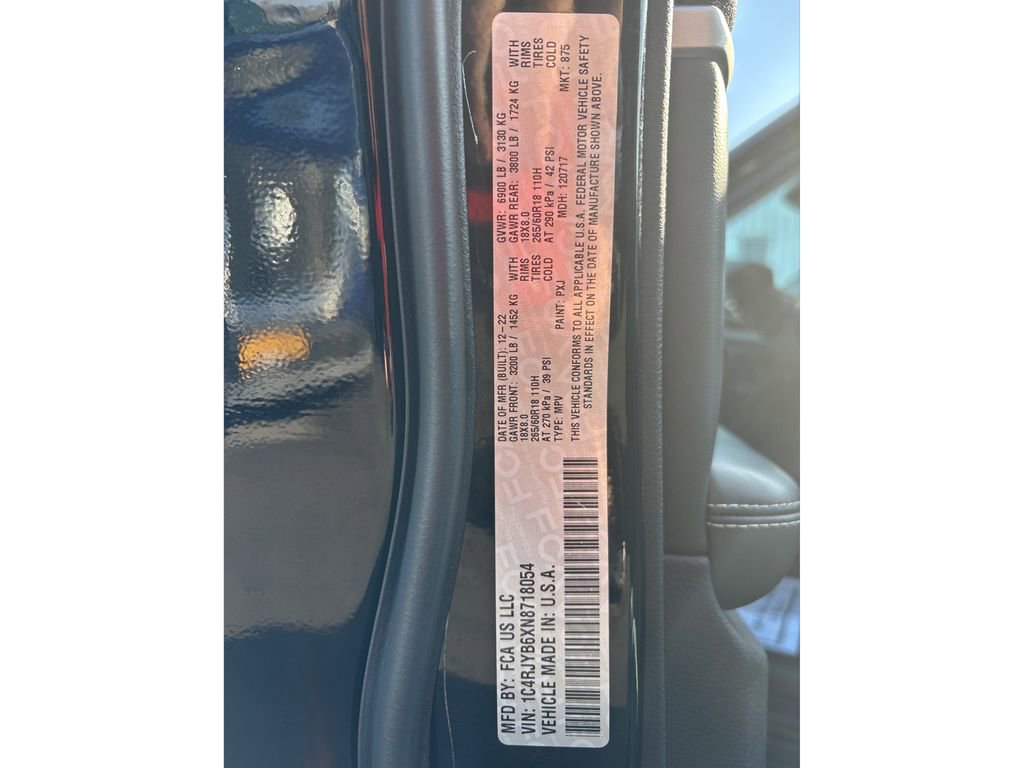 MFD BY: FCA US LLC
VIN: 1C4RJYB6XN8718054
VEHICLE MADE IN: U.S.A.
DATE OF MFR (BUILT): 12-22
GAWR FRONT: 3200 LB / 1452 KG WITH
18X8.0 RIMS
265/60R18 110H TIRES
AT 270 kPa / 39 PSI COLD
TYPE: MPV PAINT: PXJ
GVWR: 6900 LB / 3130 KG
GAWR REAR: 3800 LB / 1724 KG WITH
18X8.0 RIMS
265/60R18 110H TIRES
AT 290 kPa / 42 PSI COLD
MDH: 120717 MKT: 875
THIS VEHICLE CONFORMS TO ALL APPLICABLE U.S.A. FEDERAL MOTOR VEHICLE SAFETY
STANDARDS IN EFFECT ON THE DATE OF MANUFACTURE SHOWN ABOVE.